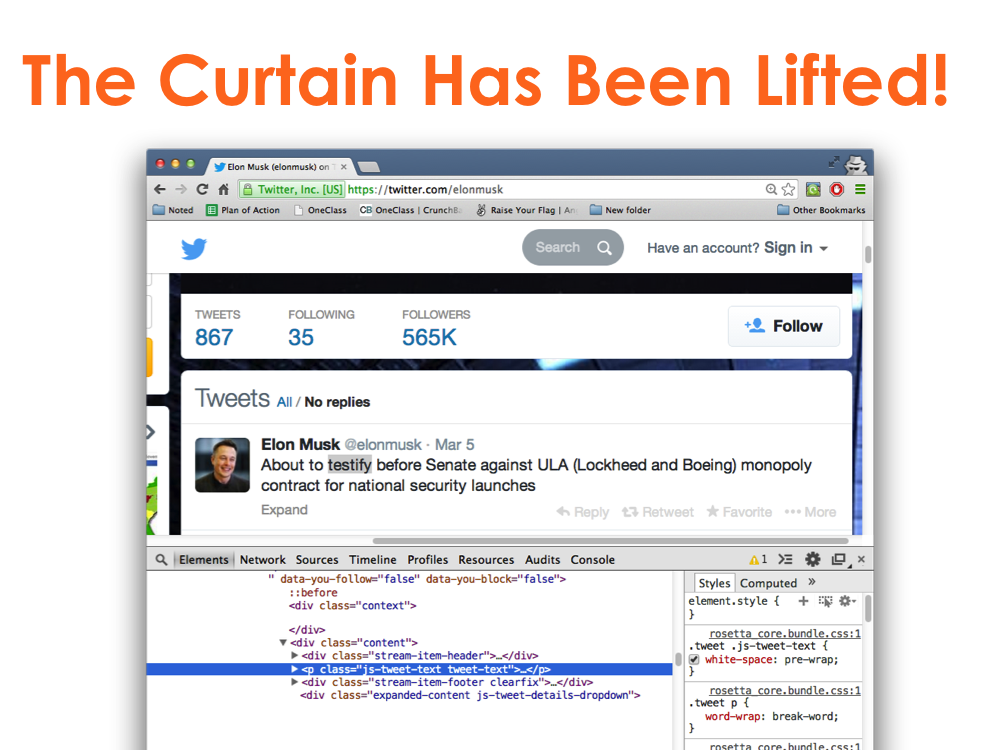 The Curtain Has Been Lifted!
Elon Musk (elonmusk) on T
Twitter, Inc. [US] https://twitter.com/elonmusk
Noted Plan of Action OneClass CB OneClass | CrunchBa Raise Your Flag | An New folder Other Bookmarks
Search Have an account? Sign in
TWEETS FOLLOWING FOLLOWERS
867 35 565K
Follow
Tweets All / No replies
Elon Musk @elonmusk · Mar 5
About to testify before Senate against ULA (Lockheed and Boeing) monopoly
contract for national security launches
Expand Reply Retweet Favorite More
Elements Network Sources Timeline Profiles Resources Audits Console 1
" data-you-follow="false" data-you-block="false">
::before
<div class="context">
</div>
<div class="content">
<div class="stream-item-header">…</div>
<p class="js-tweet-text tweet-text">…</p>
<div class="stream-item-footer clearfix">…</div>
<div class="expanded-content js-tweet-details-dropdown">
Styles Computed »
element.style {
}
rosetta_core.bundle.css:1
.tweet .js-tweet-text {
white-space: pre-wrap;
}
rosetta_core.bundle.css:1
.tweet p {
word-wrap: break-word;
}
rosetta_core.bundle.css:1